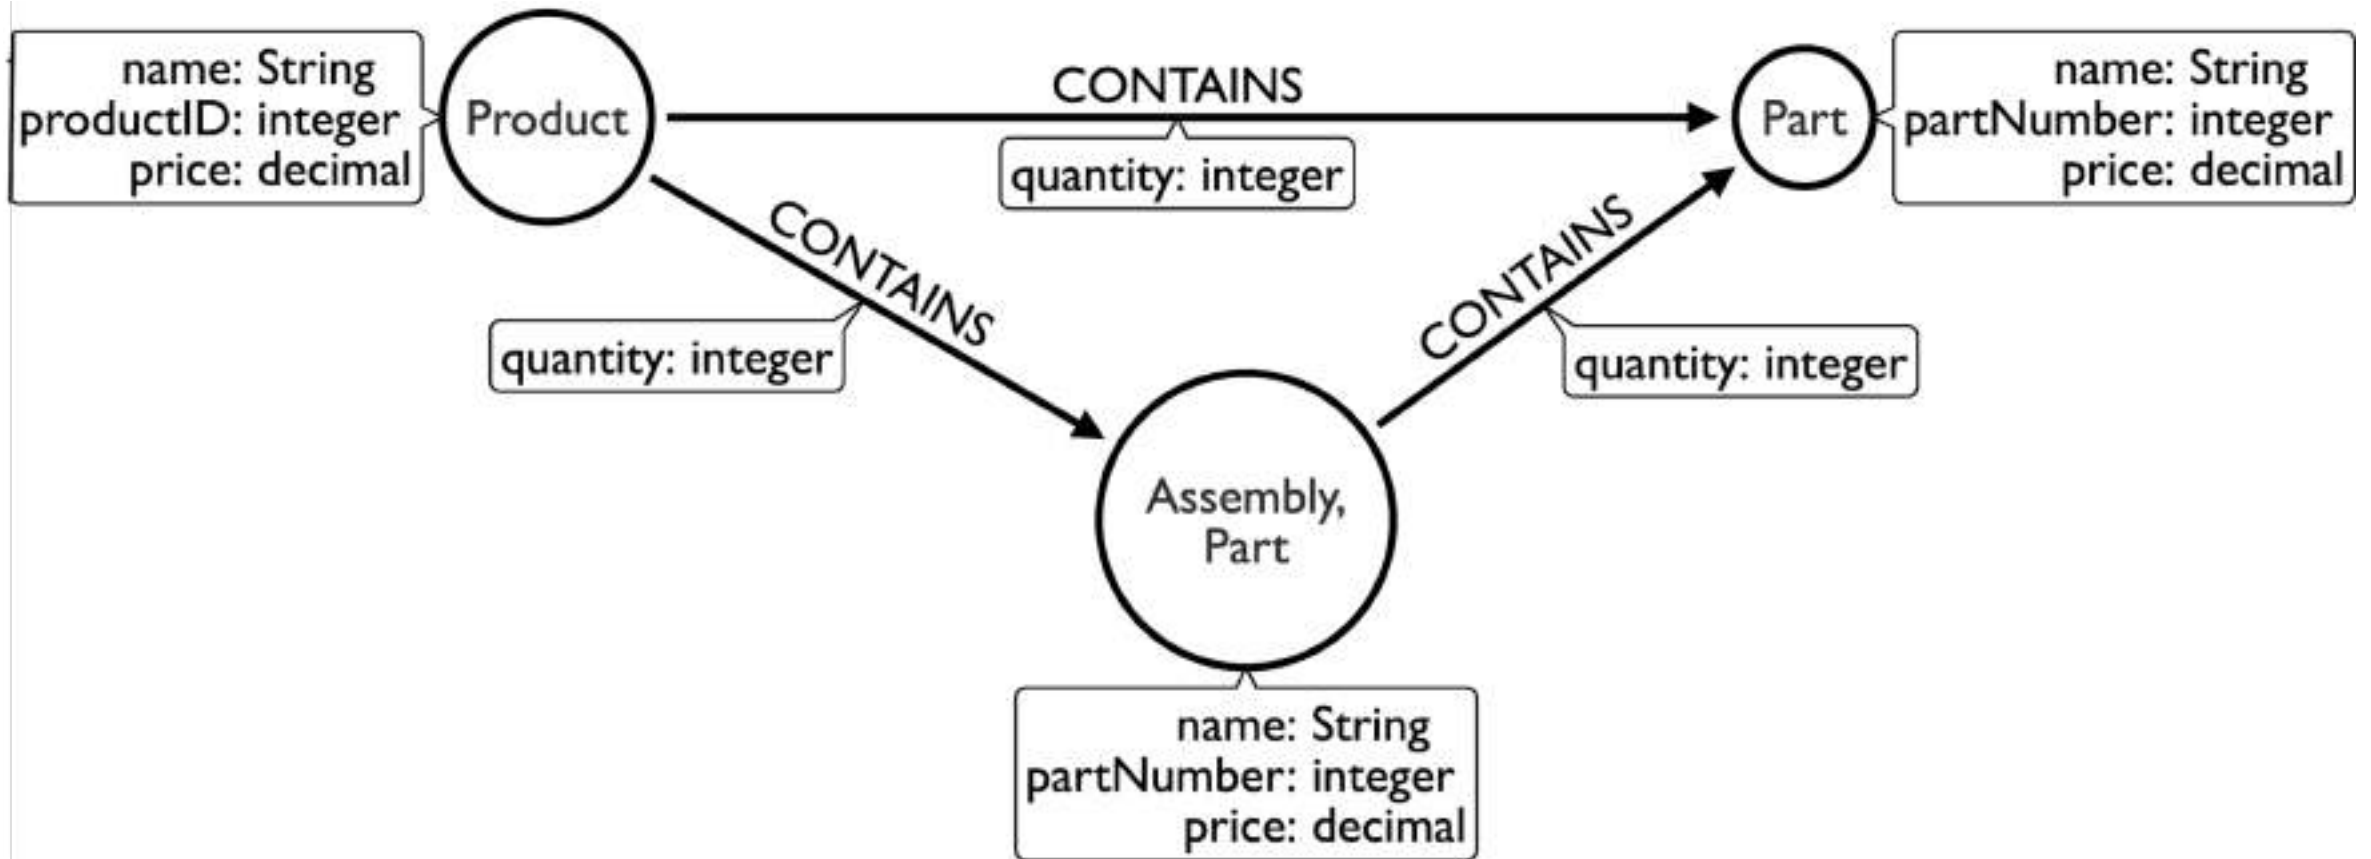 name: String
productID: integer
price: decimal
Product
CONTAINS
quantity: integer
Part
name: String
partNumber: integer
price: decimal
CONTAINS
quantity: integer
CONTAINS
quantity: integer
Assembly,
Part
name: String
partNumber: integer
price: decimal